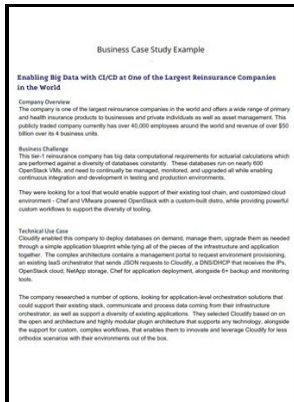 Business Case Study Example
Enabling Big Data with CI/CD at One of the Largest Reinsurance Companies
in the World
Company Overview
The company is one of the largest reinsurance companies in the world and offers a wide range of primary
and health insurance products to businesses and private individuals as well as asset management. This
publicly traded company currently has over 40,000 employees around the world and revenue of over $50
billion over its 4 business units.
Business Challenge
This tier-1 insurance company has big data computational requirements for actuarial calculations which
are performed against a diversity of databases constantly. These databases run on nearly 600
OpenStack VMs, and need to continually be managed, monitored, and upgraded all while enabling
continuous integration and development in testing and production environments.
They were looking for a tool that would enable support of their existing tool chain, and customized cloud
environment - Chef and VMware powered OpenStack with a custom-built distro, while providing powerful
custom workflows to support the diversity of tooling.
Technical Use Case
Cloudify enabled this company to deploy databases on demand, manage them, upgrade them as needed
through a simple application blueprint while tying all of the pieces of the infrastructure and application
together. The complex architecture contains a management portal to request environment provisioning,
an existing IaaS orchestrator that sends JSON requests to Cloudify, a DNS/DHCP that receives the IPs,
OpenStack cloud, NetApp storage, Chef for application deployment, alongside 6+ backup and monitoring
tools.
The company researched a number of options, looking for application-level orchestration solutions that
could support their existing stack, communicate and process data coming from their infrastructure
orchestrator, as well as support a diversity of existing applications. They selected Cloudify based on on
the open and architecture and highly modular plugin architecture that supports any technology, alongside
the support for custom, complex workflows, that enables them to innovate and leverage Cloudify for less
orthodox scenarios with their environments out of the box.